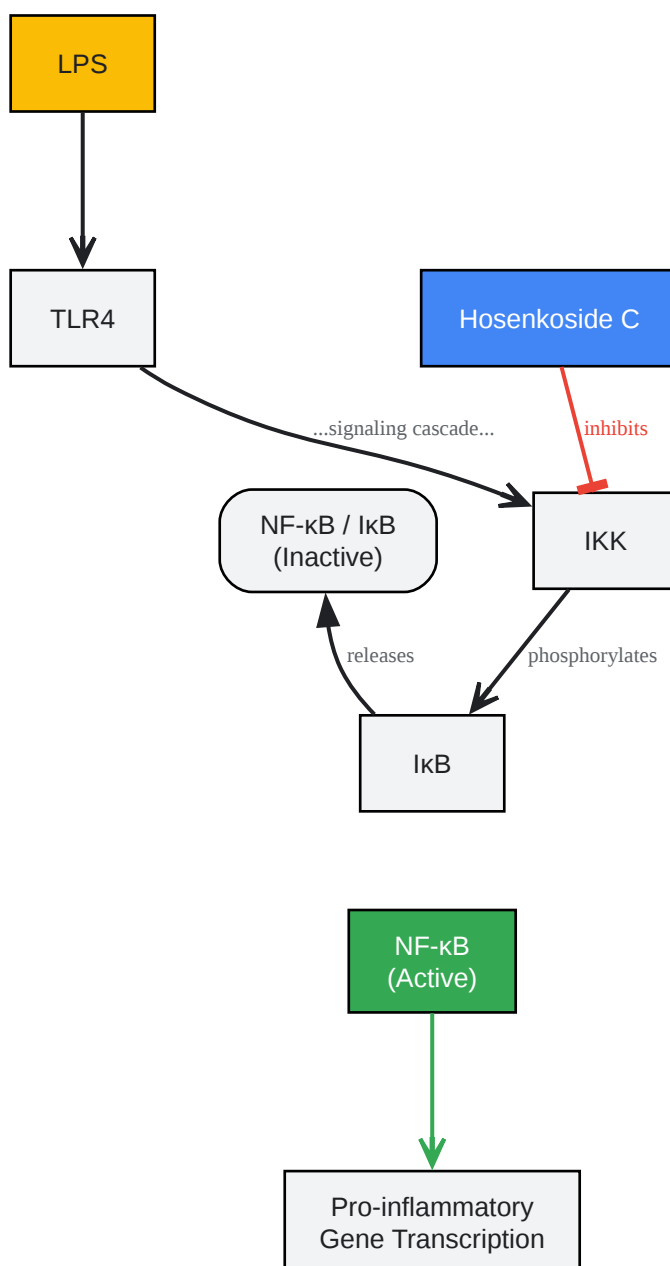 LPS
TLR4
Hosenkoside C
...signaling cascade...
inhibits
NF-κB / IκB
(Inactive)
IKK
releases
phosphorylates
IκB
NF-κB
(Active)
Pro-inflammatory
Gene Transcription